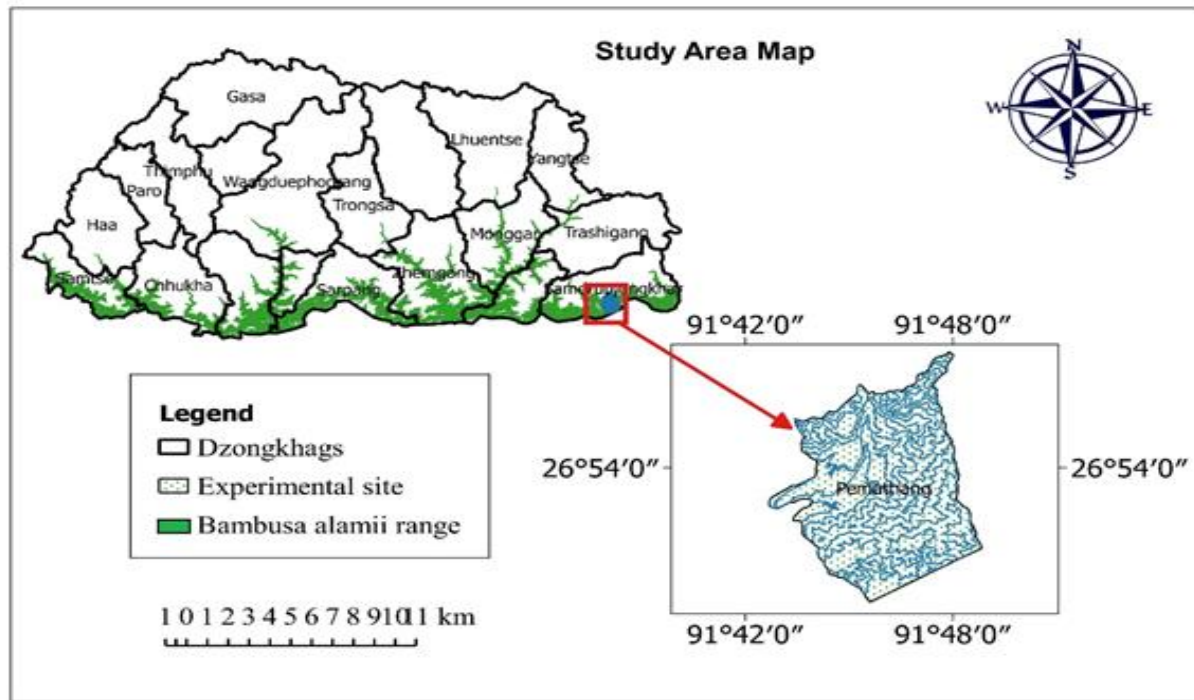 Study Area Map
N
W
E
S
Gasa
Lhuentse
Yangtse
Thimphu
Paro
Wangduephodrang
Trongsa
Haa
Monggar
Trashigang
Samtse
Chhukha
Sarpang
Zhemgang
91°42′0″ 91°48′0″
Legend
Dzongkhags
Experimental site
Bambusa alamii range
26°54′0″ 26°54′0″
Pemathang
1 0 1 2 3 4 5 6 7 8 9 10 11 km
91°42′0″ 91°48′0″